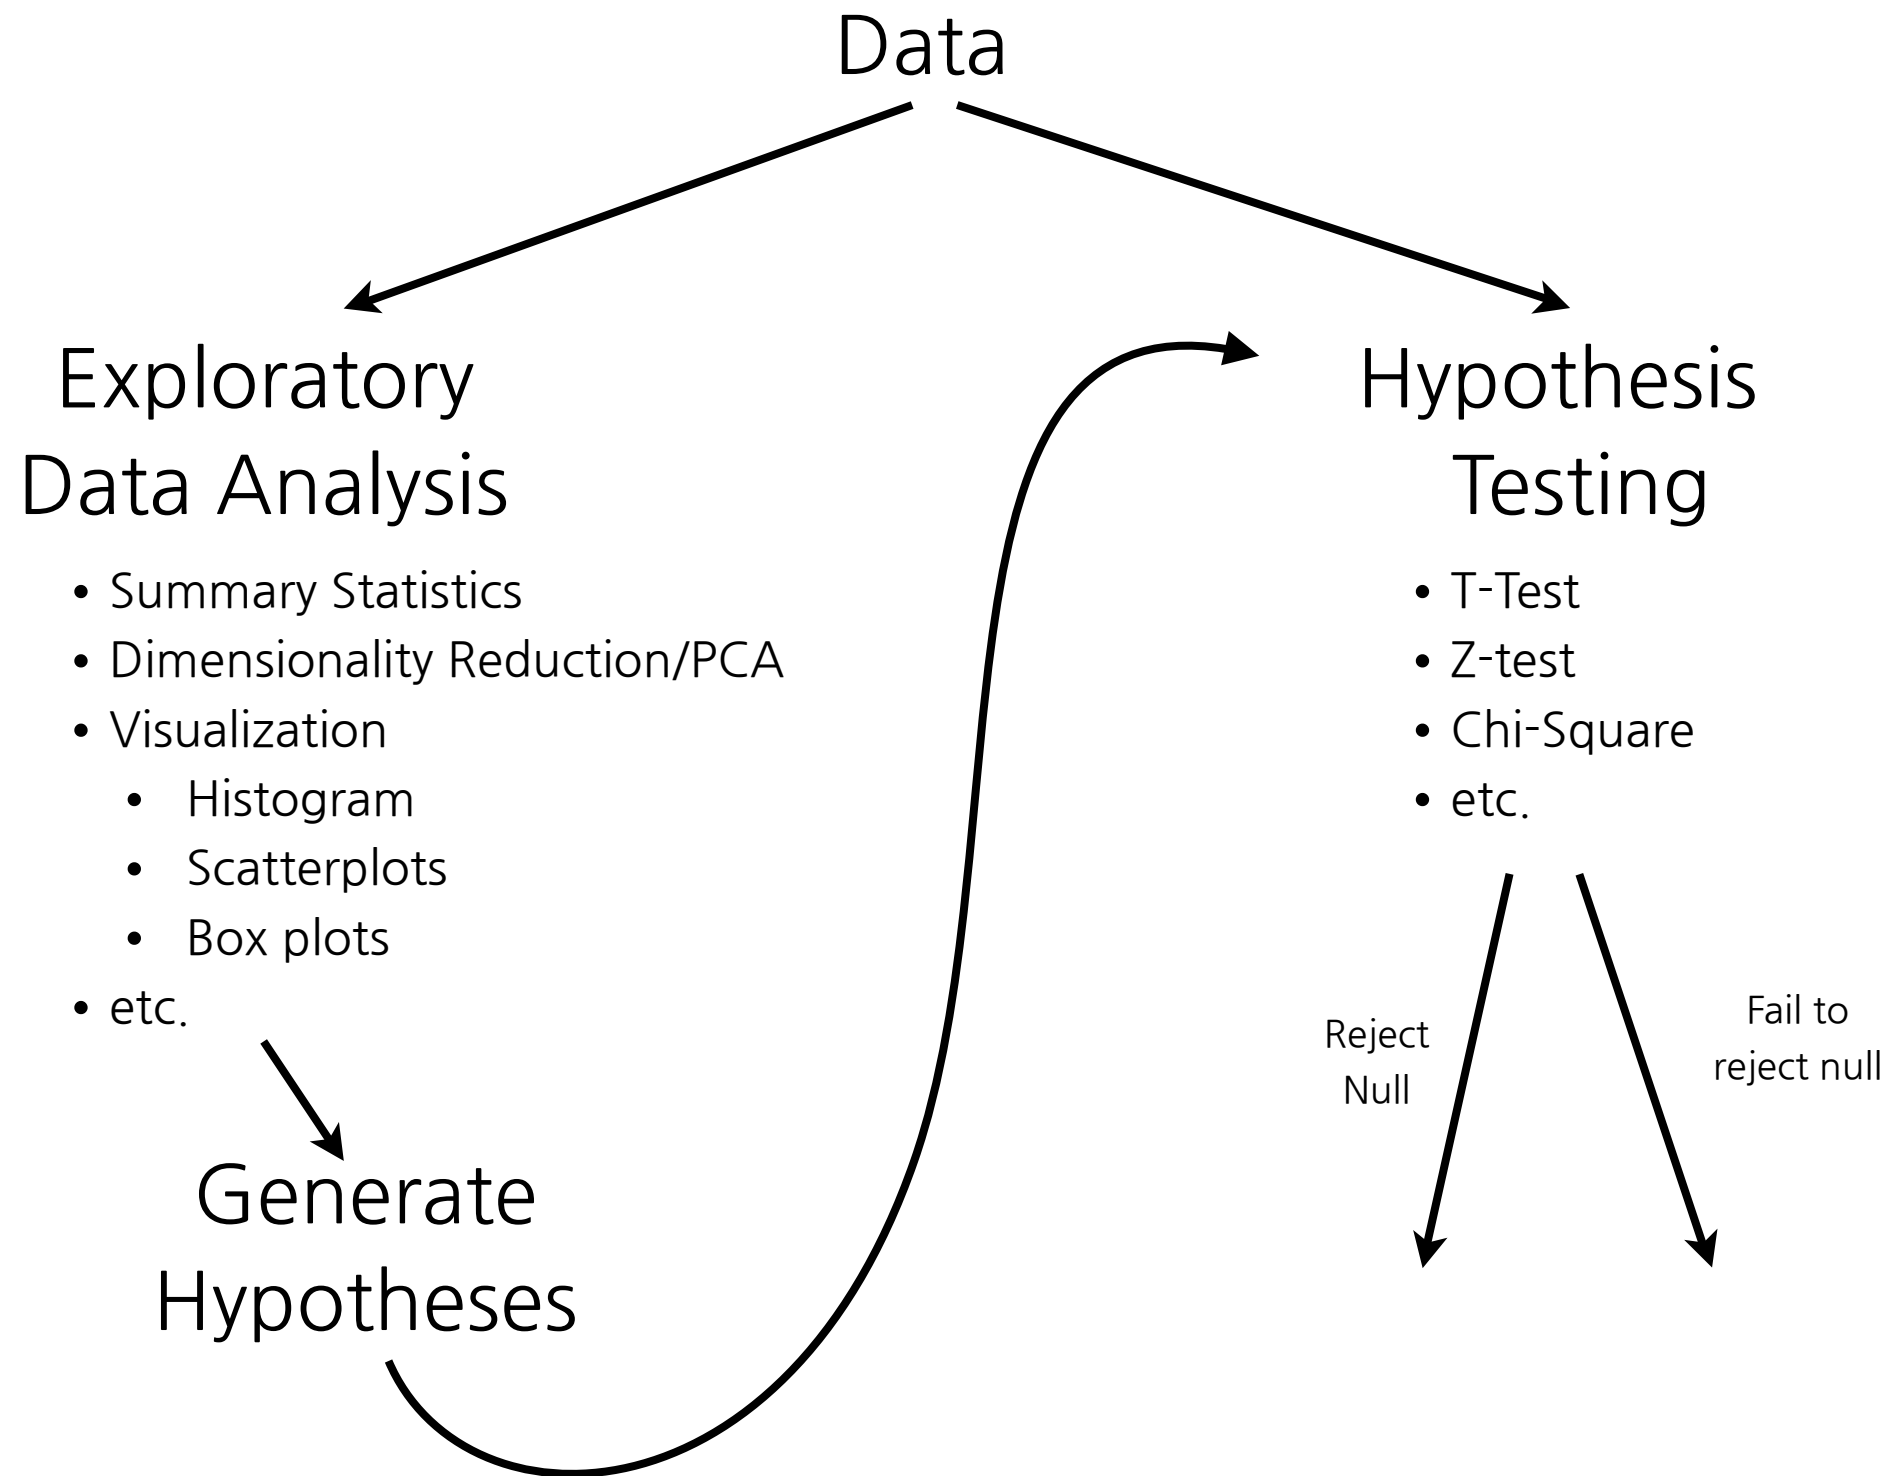 Data
Exploratory
Data Analysis
• Summary Statistics
• Dimensionality Reduction/PCA
• Visualization
• Histogram
• Scatterplots
• Box plots
• etc.
Generate
Hypotheses
Hypothesis
Testing
• T-Test
• Z-test
• Chi-Square
• etc.
Reject
Null
Fail to
reject null